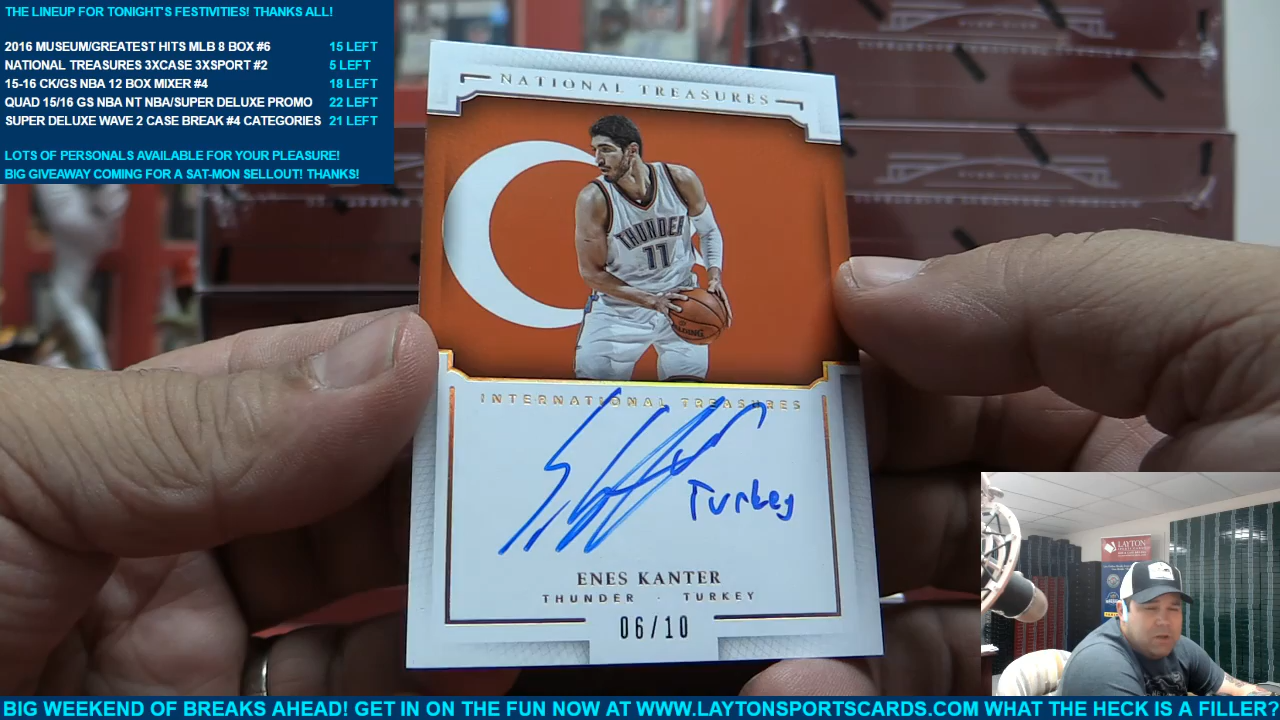 THE LINEUP FOR TONIGHT'S FESTIVITIES! THANKS ALL!
2016 MUSEUM/GREATEST HITS MLB 8 BOX #6 15 LEFT
NATIONAL TREASURES 3XCASE 3XSPORT #2 5 LEFT
15-16 CK/GS NBA 12 BOX MIXER #4 18 LEFT
QUAD 15/16 GS NBA NT NBA/SUPER DELUXE PROMO 22 LEFT
SUPER DELUXE WAVE 2 CASE BREAK #4 CATEGORIES 21 LEFT
LOTS OF PERSONALS AVAILABLE FOR YOUR PLEASURE!
BIG GIVEAWAY COMING FOR A SAT-MON SELLOUT! THANKS!
NATIONAL TREASURES
THUNDER
11
SPALDING
INTERNATIONAL TREASURES
Turkey
ENES KANTER
THUNDER · TURKEY
06/10
LAYTON
BIG WEEKEND OF BREAKS AHEAD! GET IN ON THE FUN NOW AT WWW.LAYTONSPORTSCARDS.COM WHAT THE HECK IS A FILLER?